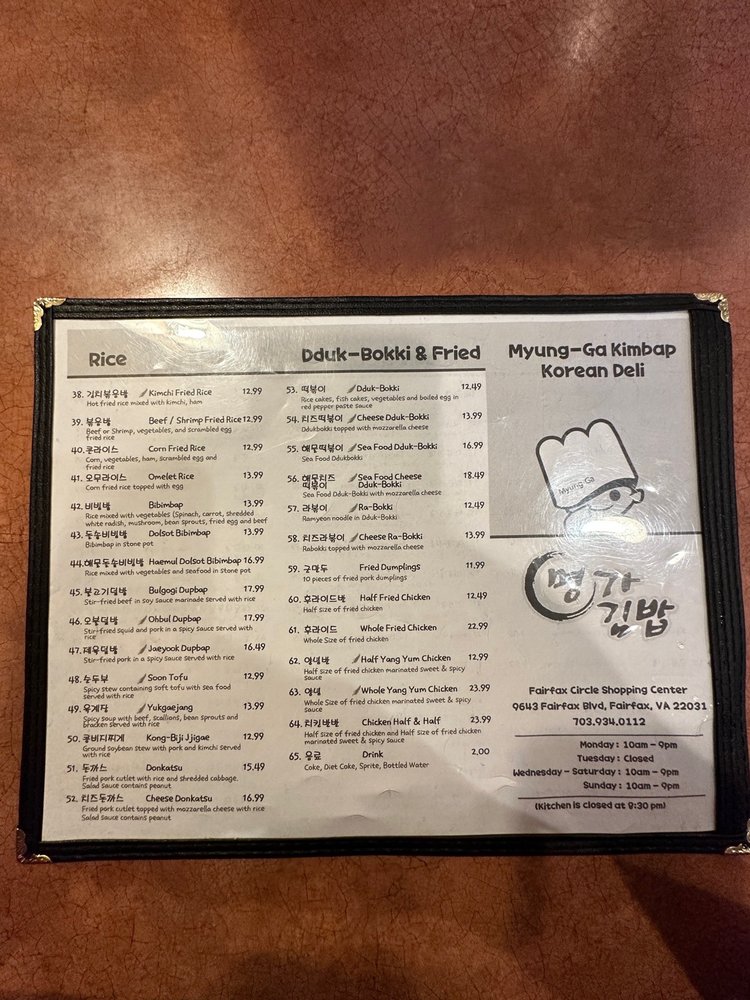 Rice
38. 김치볶음밥 Kimchi Fried Rice 12.99
Hot fried rice mixed with kimchi, ham
39. 볶음밥 Beef / Shrimp Fried Rice 12.99
Beef or Shrimp, vegetables, and scrambled egg
fried rice
40. 콘라이스 Corn Fried Rice 12.99
Corn, vegetables, ham, scrambled egg and
fried rice
41. 오므라이스 Omelet Rice 13.99
Corn fried rice topped with egg
42. 비빔밥 Bibimbap 13.99
Rice mixed with vegetables (Spinach, carrot, shredded
white radish, mushroom, bean sprouts, fried egg and beef
43. 돌솥비빔밥 Dolsot Bibimbap 13.99
Bibimbap in stone pot
44. 해물돌솥비빔밥 Haemul Dolsot Bibimbap 16.99
Rice mixed with vegetables and seafood in stone pot
45. 불고기덮밥 Bulgogi Dupbap 17.99
Stir-fried beef in soy Sauce marinade served with rice
46. 오불덮밥 Ohbul Dupbap 17.99
Stir-friedsed squid and pork in a spicy Sauce served with
rice
47. 제육덮밥 Jaeyook Dupbap 16.49
Stir-fried pork in a spicy sauce served with rice
48. 순두부 Soon Tofu 12.99
Spicy stew containing soft tofu with sea food
served with rice
49. 육계장 Yukgaejang 13.99
Spicy soup with beef, scallions, bean sprouts and
bracken served with rice
50. 콩비지찌게 Kong-Biji Jjigae 12.99
Ground soybean stew with pork and kimchi served
with rice
51. 돈까스 Donkatsu 15.49
Fried pork cutlet with rice and shredded cabbage.
Salad sauce contains peanut
52. 치즈돈까스 Cheese Donkatsu 16.99
Fried pork cutlet topped with mozzarella cheese with rice
Salad sauce contains peanut
Dduk-Bokki & Fried
53. 떡볶이 Dduk-Bokki 12.49
Rice cakes, fish cakes, vegetables and boiled egg in
red pepper paste sauce
54. 치즈떡볶이 Cheese Dduk-Bokki 13.99
Ddukbokki topped with mozzarella cheese
55. 해물떡볶이 Sea Food Dduk-Bokki 16.99
Sea Food Ddukbokki
56. 해물치즈 Sea Food Cheese 18.49
떡볶이 Dduk-Bokki
Sea Food Dduk-Bokki with mozzarella cheese
57. 라볶이 Ra-Bokki 12.49
Ramyeon noodle in Dduk-Bokki
58. 치즈라볶이 Cheese Ra-Bokki 13.99
Rabokki topped with mozzarella cheese
59. 군만두 Fried Dumplings 11.99
10 pieces of fried pork dumplings
60. 후라이드반 Half Fried Chicken 12.49
Half size of fried chicken
61. 후라이드 Whole Fried Chicken 22.99
Whole Size of fried chicken
62. 양념반 Half Yang Yum Chicken 12.99
Half size of fried chicken marinated sweet & spicy
sauce
63. 양념 Whole Yang Yum Chicken 23.99
Whole Size of fried chicken marinated sweet & spicy
sauce
64. 치킨반반 Chicken Half & Half 23.99
Half Size of fried chicken and Half size of fried chicken
marinated sweet & spicy sauce
65. 음료 Drink 2.00
Coke, Diet Coke, Sprite, Bottled Water
Myung-Ga Kimbap
Korean Deli
Myung Ga
명가
김밥
Fairfax Circle Shopping Center
9643 Fairfax Blvd, Fairfax, VA 22031
703.934.0112
Monday : 10am - 9pm
Tuesday : Closed
Wednesday - Saturday : 10am - 9pm
Sunday : 10am - 9pm
(Kitchen is closed at 8:30 pm)